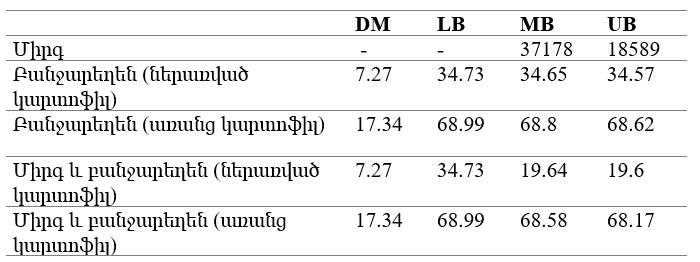 DM LB MB UB
Միրգ - - 37178 18589
Բանջարեղեն (ներառված 7.27 34.73 34.65 34.57
կարտոֆիլ)
Բանջարեղեն (առանց կարտոֆիլ) 17.34 68.99 68.8 68.62
Միրգ և բանջարեղեն (ներառված 7.27 34.73 19.64 19.6
կարտոֆիլ)
Միրգ և բանջարեղեն (առանց 17.34 68.99 68.58 68.17
կարտոֆիլ)